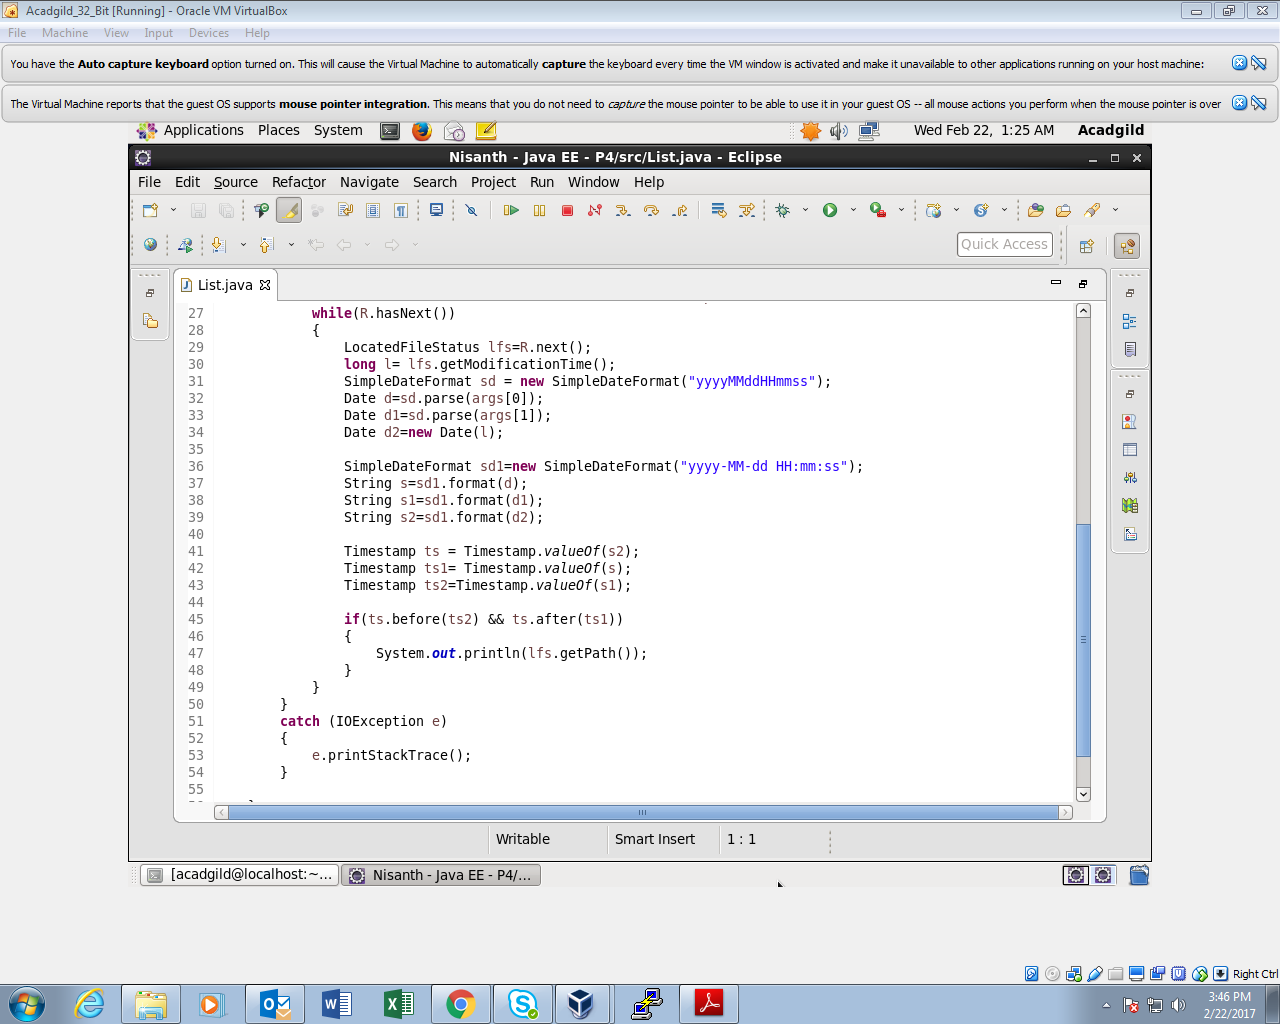 Acadgild_32_Bit [Running] - Oracle VM VirtualBox
File Machine View Input Devices Help
You have the Auto capture keyboard option turned on. This will cause the Virtual Machine to automatically capture the keyboard every time the VM window is activated and make it unavailable to other applications running on your host machine:
The Virtual Machine reports that the guest OS supports mouse pointer integration. This means that you do not need to capture the mouse pointer to be able to use it in your guest OS -- all mouse actions you perform when the mouse pointer is over
Applications Places System Wed Feb 22, 1:25 AM Acadgild
Nisanth - Java EE - P4/src/List.java - Eclipse
File Edit Source Refactor Navigate Search Project Run Window Help
Quick Access
List.java
27 while(R.hasNext())
28 {
29 LocatedFileStatus lfs=R.next();
30 long l= lfs.getModificationTime();
31 SimpleDateFormat sd = new SimpleDateFormat("yyyyMMddHHmmss");
32 Date d=sd.parse(args[0]);
33 Date d1=sd.parse(args[1]);
34 Date d2=new Date(l);
35
36 SimpleDateFormat sd1=new SimpleDateFormat("yyyy-MM-dd HH:mm:ss");
37 String s=sd1.format(d);
38 String s1=sd1.format(d1);
39 String s2=sd1.format(d2);
40
41 Timestamp ts = Timestamp.valueOf(s2);
42 Timestamp ts1= Timestamp.valueOf(s);
43 Timestamp ts2=Timestamp.valueOf(s1);
44
45 if(ts.before(ts2) && ts.after(ts1))
46 {
47 System.out.println(lfs.getPath());
48 }
49 }
50 }
51 catch (IOException e)
52 {
53 e.printStackTrace();
54 }
55
Writable Smart Insert 1 : 1
[acadgild@localhost:~... Nisanth - Java EE - P4/...
Right Ctrl
3:46 PM
2/22/2017